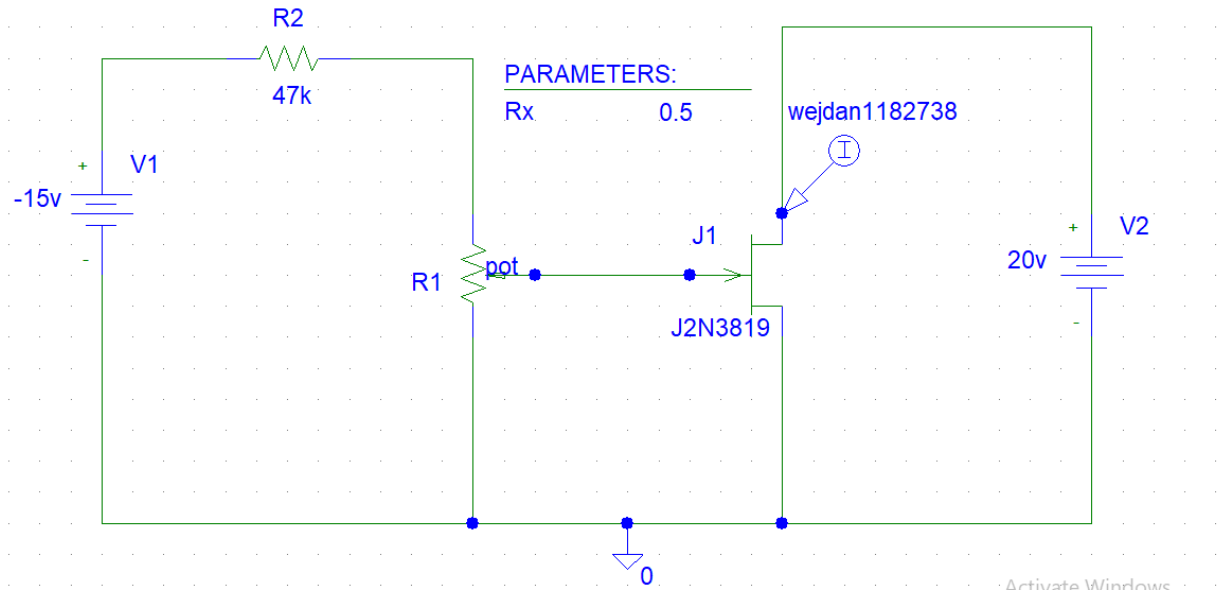 R2
47k
PARAMETERS:
Rx 0.5
wejdan1182738
I
+
V1
-15v
-
R1
pot
J1
J2N3819
+
V2
20v
-
0
Activate Windows